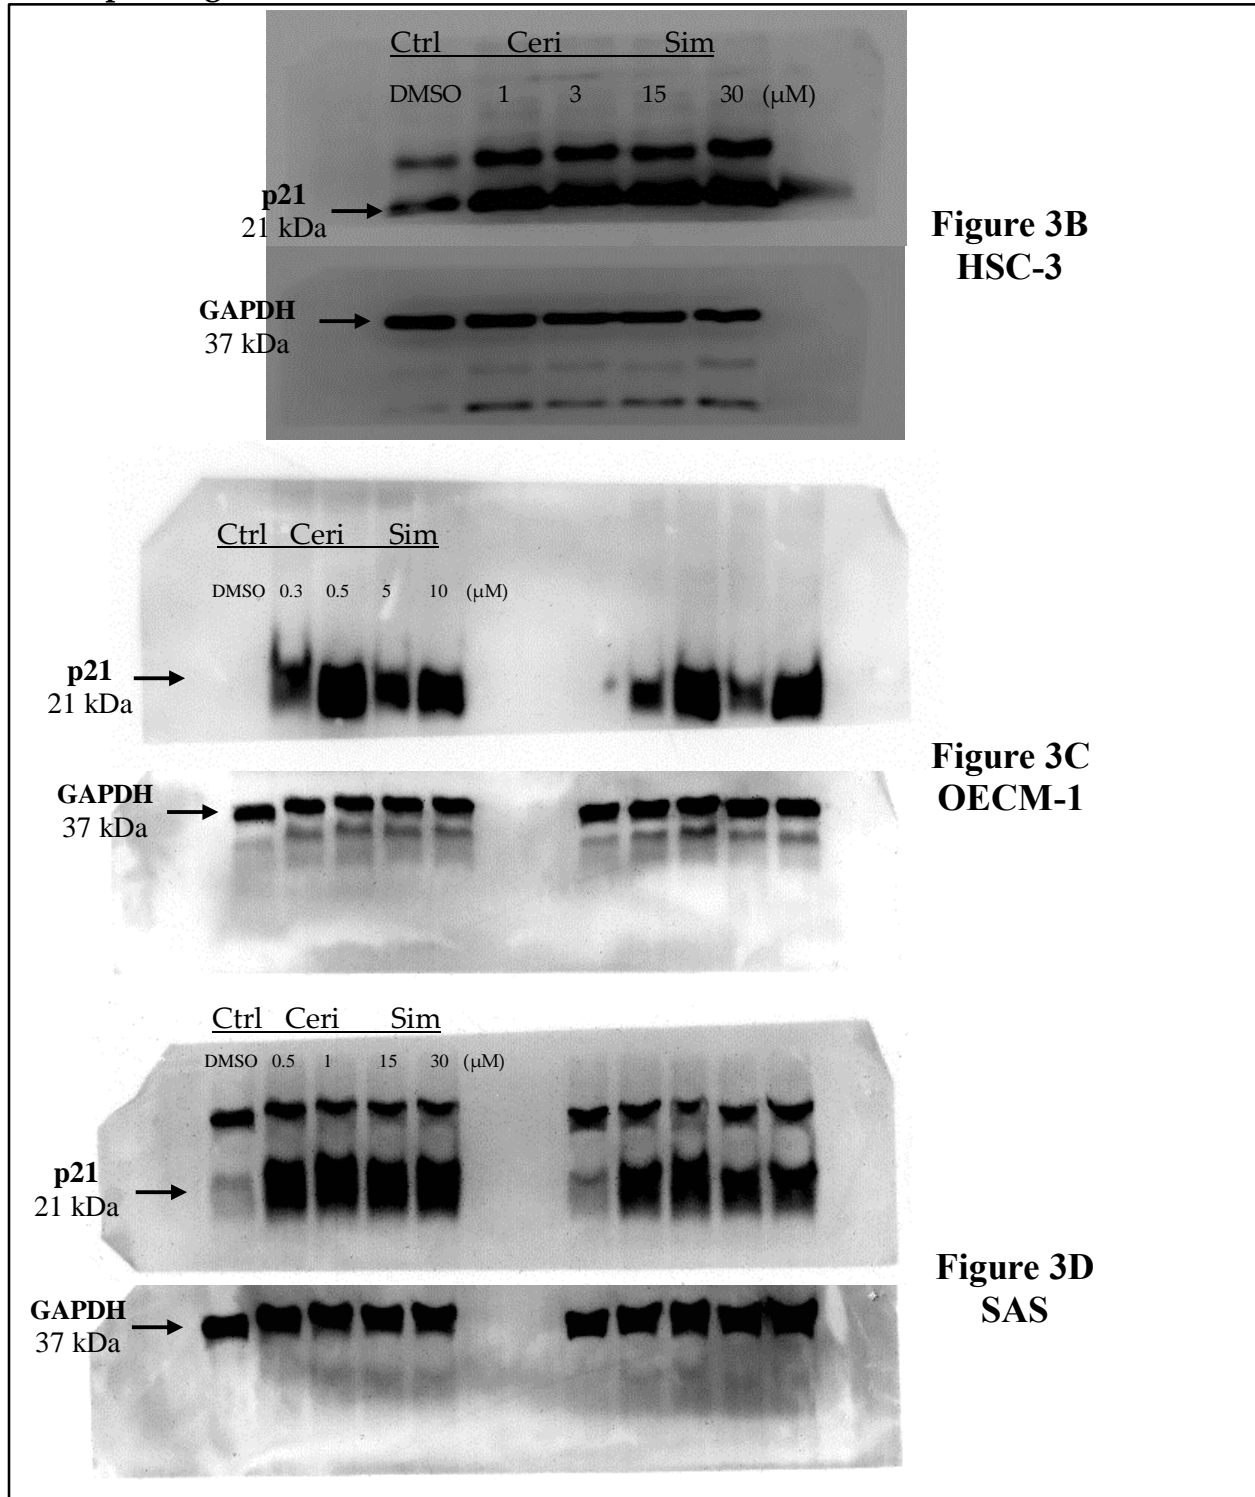 Ctrl Ceri Sim
DMSO 1 3 15 30 (µM)
p21
21 kDa
GAPDH
37 kDa
Figure 3B
HSC-3
Ctrl Ceri Sim
DMSO 0.3 0.5 5 10 (µM)
p21
21 kDa
GAPDH
37 kDa
Figure 3C
OECM-1
Ctrl Ceri Sim
DMSO 0.5 1 15 30 (µM)
p21
21 kDa
GAPDH
37 kDa
Figure 3D
SAS